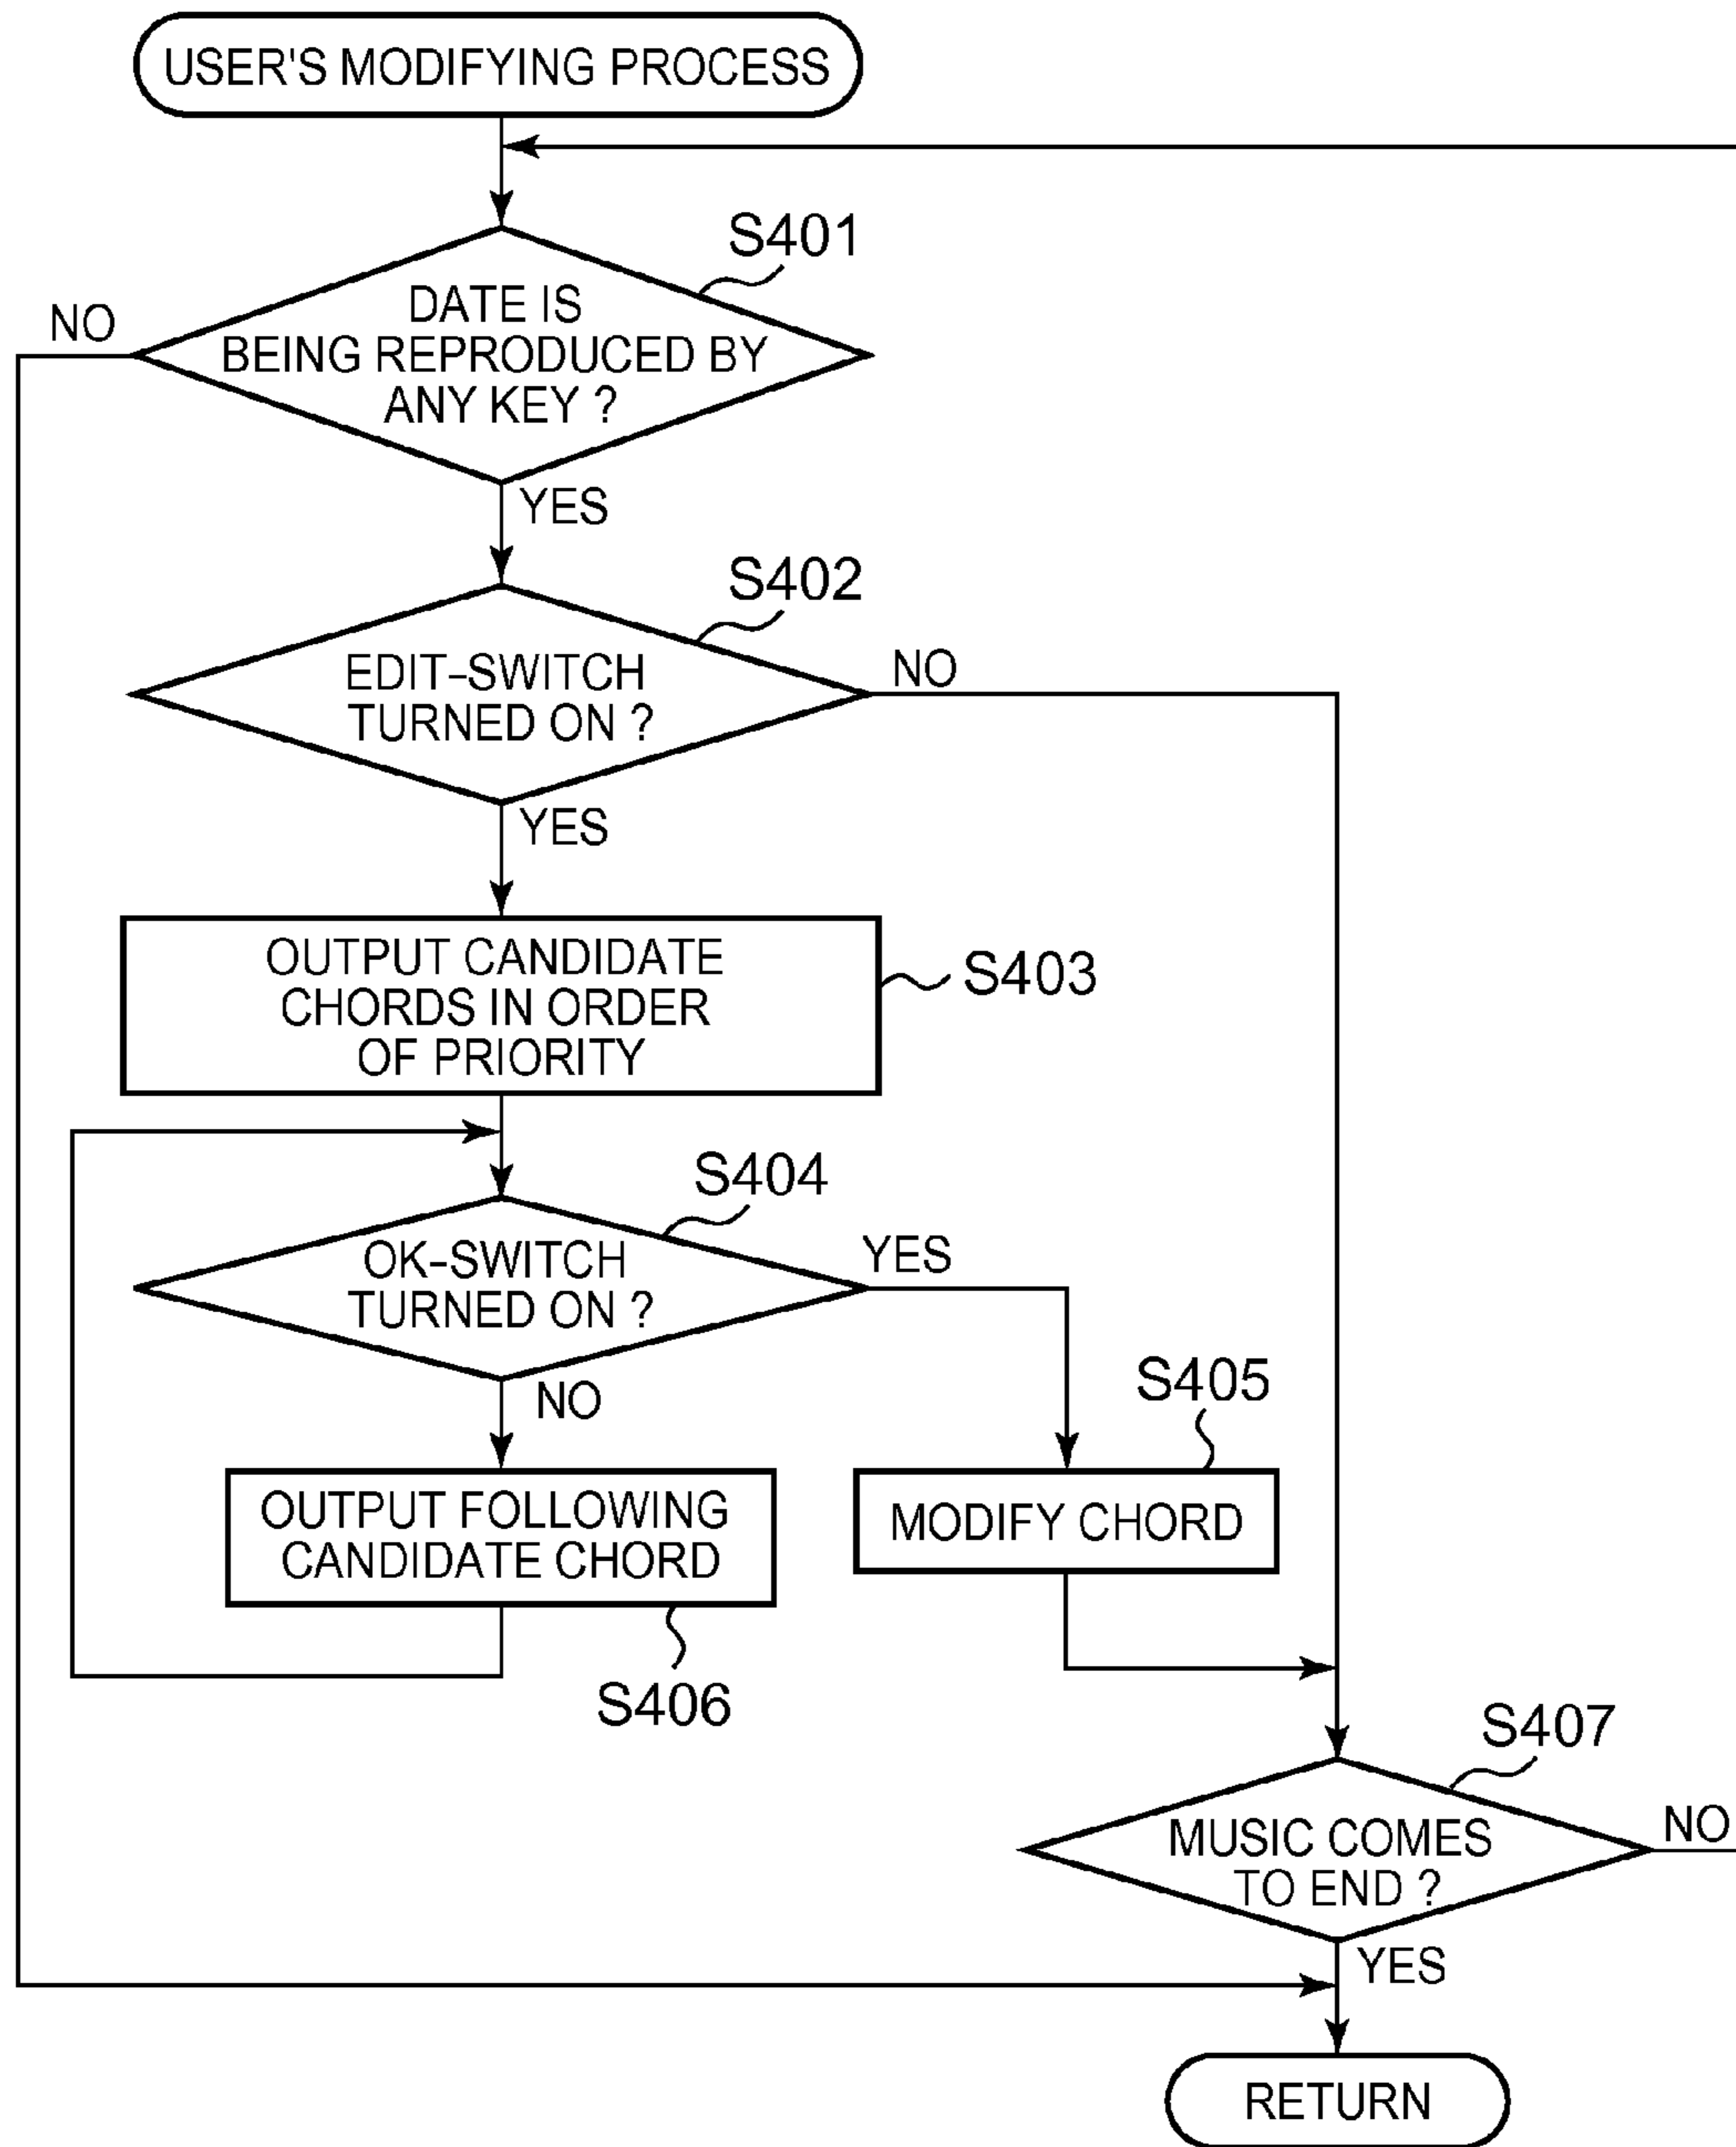 USER'S MODIFYING PROCESS
S401
DATE IS
BEING REPRODUCED BY
ANY KEY ?
NO
YES
S402
EDIT-SWITCH
TURNED ON ?
NO
YES
OUTPUT CANDIDATE
CHORDS IN ORDER
OF PRIORITY
S403
S404
OK-SWITCH
TURNED ON ?
YES
NO
S405
OUTPUT FOLLOWING
CANDIDATE CHORD
MODIFY CHORD
S406
S407
MUSIC COMES
TO END ?
NO
YES
RETURN